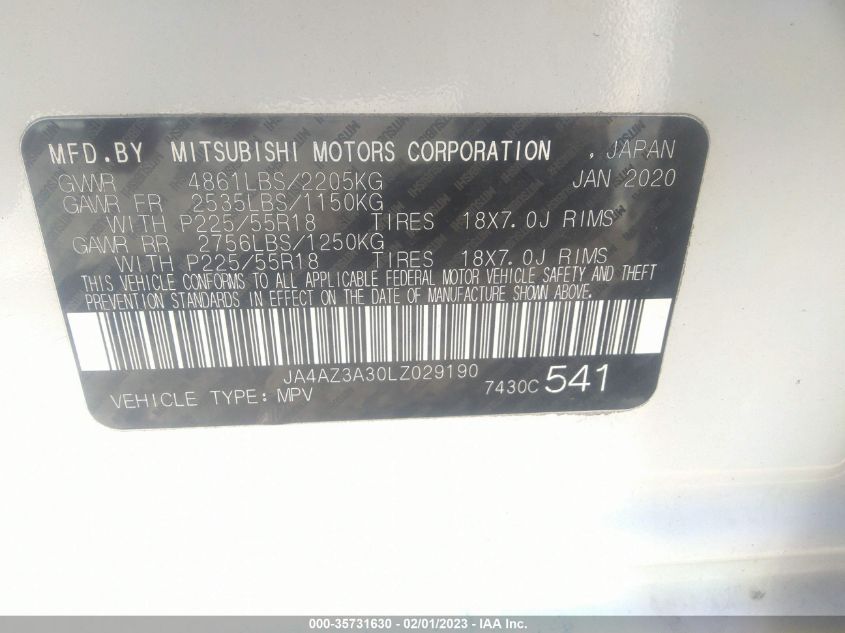 MFD.BY MITSUBISHI MOTORS CORPORATION , JAPAN
GVWR 4861LBS/2205KG JAN 2020
GAWR FR 2535LBS/1150KG
WITH P225/55R18 TIRES 18X7.0J RIMS
GAWR RR 2756LBS/1250KG
WITH P225/55R18 TIRES 18X7.0J RIMS
THIS VEHICLE CONFORMS TO ALL APPLICABLE FEDERAL MOTOR VEHICLE SAFETY AND THEFT
PREVENTION STANDARDS IN EFFECT ON THE DATE OF MANUFACTURE SHOWN ABOVE.
JA4AZ3A30LZ029190
VEHICLE TYPE: MPV 7430C 541
000-35731630 - 02/01/2023 - IAA Inc.